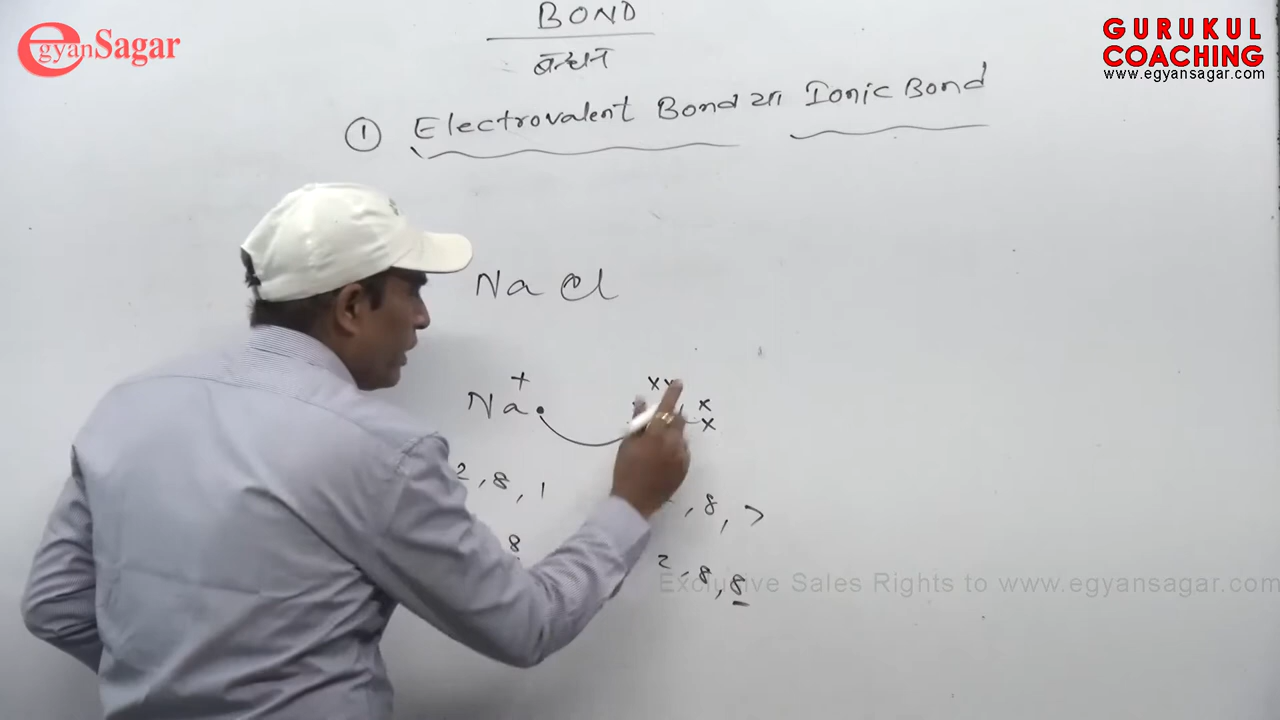 egyanSagar
GURUKUL
COACHING
www.egyansagar.com
BOND
बन्धन
① Electrovalent Bond या Ionic Bond
NaCl
+
Na•
xx
x
x
2, 8, 1
, 8, 7
8
2, 8, 8
Exclusive Sales Rights to www.egyansagar.com